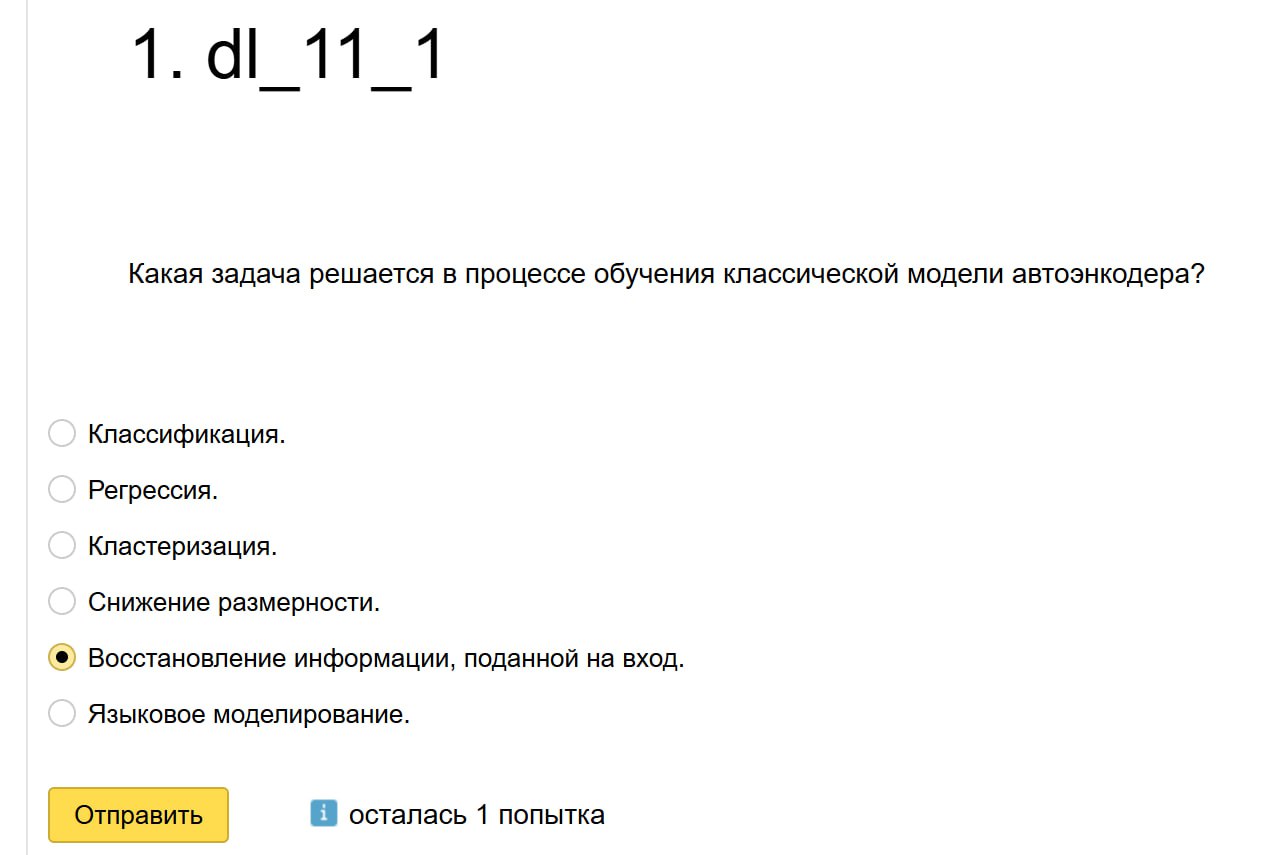 1. dl_11_1
Какая задача решается в процессе обучения классической модели автоэнкодера?
Классификация.
Регрессия.
Кластеризация.
Снижение размерности.
Восстановление информации, поданной на вход.
Языковое моделирование.
Отправить
i осталась 1 попытка